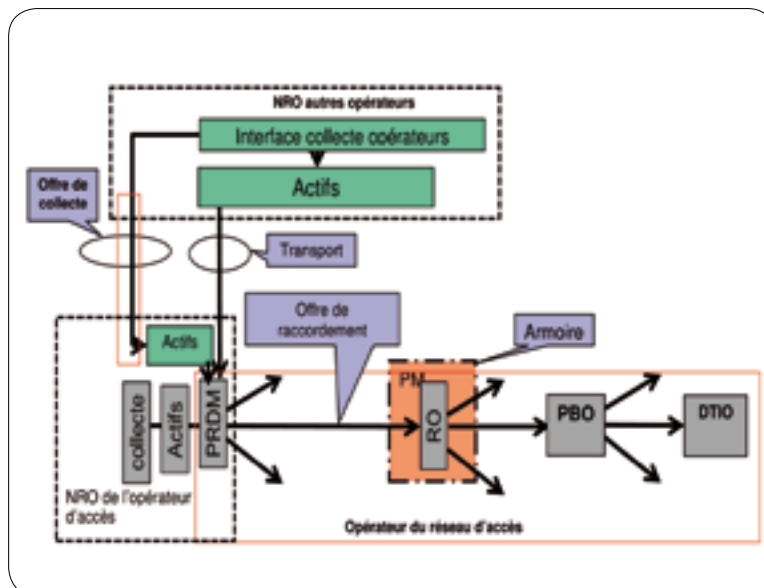 NRO autres opérateurs
Interface collecte opérateurs
Actifs
Offre de
collecte
Transport
Offre de
raccordement
Armoire
Actifs
PM
collecte
Actifs
PRDM
RO
PBO
DTIO
NRO de l'opérateur
d'accès
Opérateur du réseau d'accès